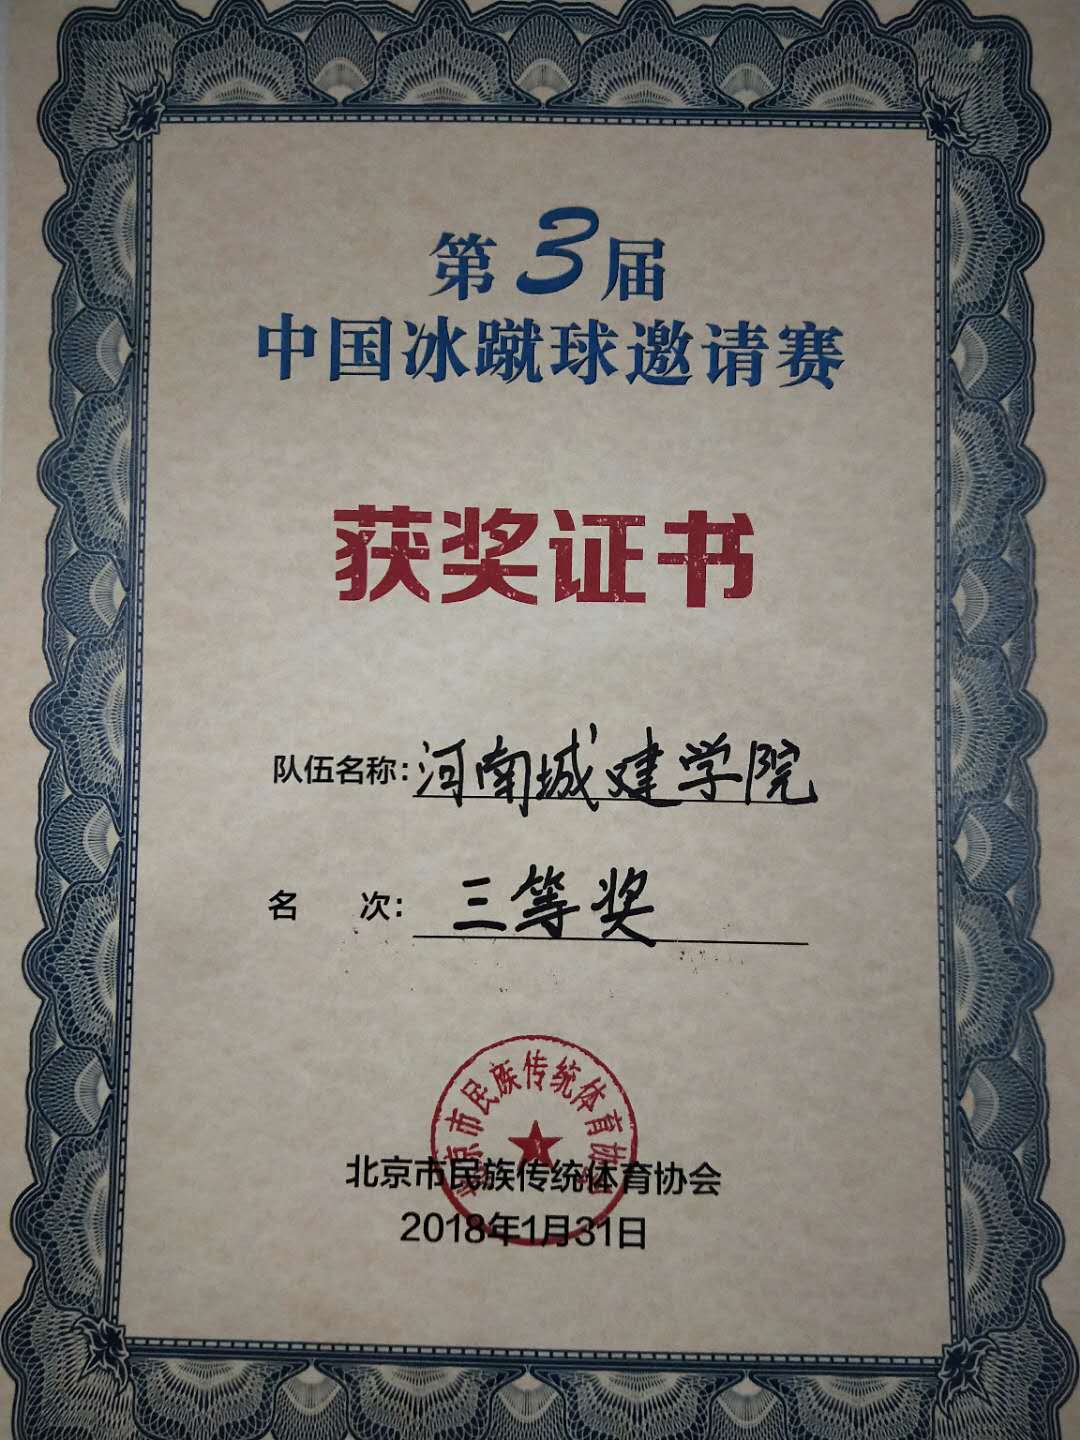 第3届
中国冰蹴球邀请赛
获奖证书
队伍名称：河南城建学院
名 次：三等奖
北京市民族传统体育协会
北京市民族传统体育协会
2018年1月31日